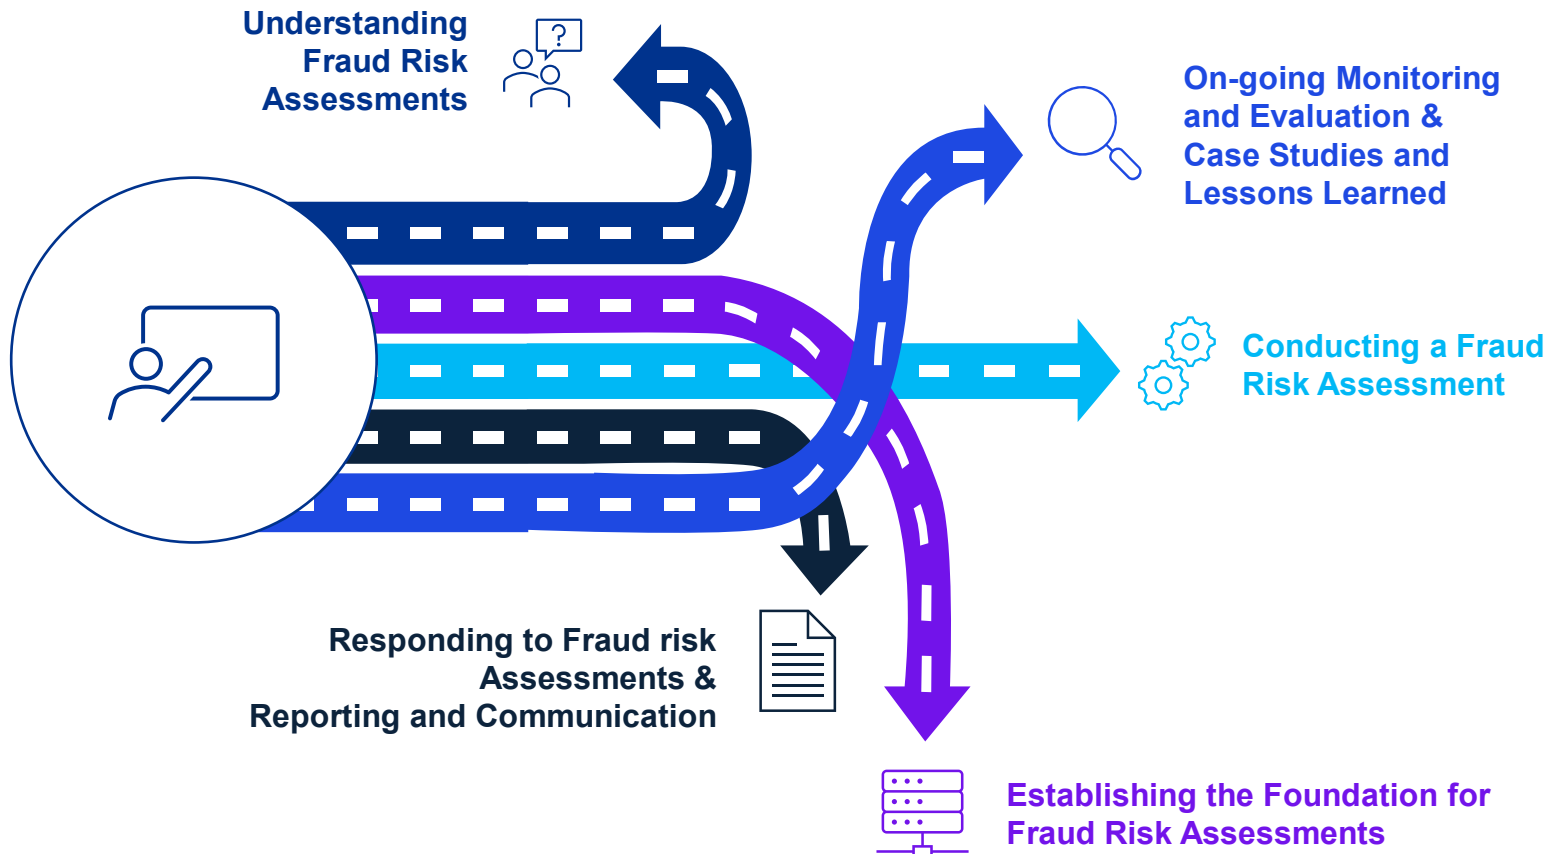 Understanding
Fraud Risk
Assessments
?
On-going Monitoring
and Evaluation &
Case Studies and
Lessons Learned
Conducting a Fraud
Risk Assessment
Responding to Fraud risk
Assessments &
Reporting and Communication
Establishing the Foundation for
Fraud Risk Assessments